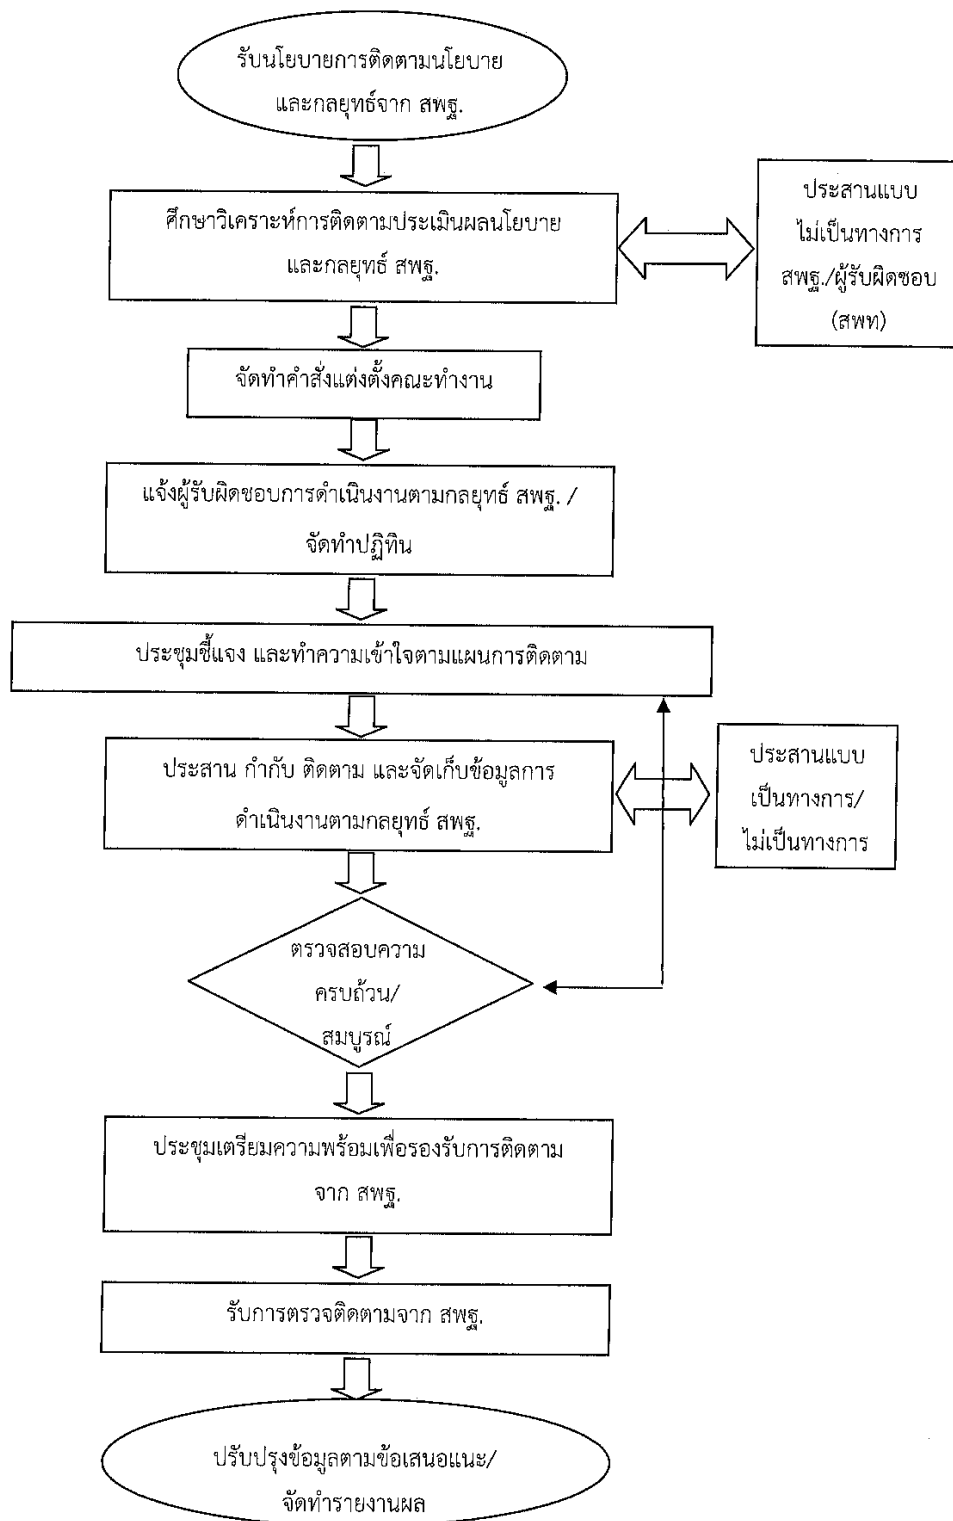 รับนโยบายการติดตามนโยบาย
และกลยุทธ์จาก สพฐ.
ศึกษาวิเคราะห์การติดตามประเมินผลนโยบาย
และกลยุทธ์ สพฐ.
ประสานแบบ
ไม่เป็นทางการ
สพฐ./ผู้รับผิดชอบ
(สพท)
จัดทำคำสั่งแต่งตั้งคณะทำงาน
แจ้งผู้รับผิดชอบการดำเนินงานตามกลยุทธ์ สพฐ. /
จัดทำปฏิทิน
ประชุมชี้แจง และทำความเข้าใจตามแผนการติดตาม
ประสาน กำกับ ติดตาม และจัดเก็บข้อมูลการ
ดำเนินงานตามกลยุทธ์ สพฐ.
ประสานแบบ
เป็นทางการ/
ไม่เป็นทางการ
ตรวจสอบความ
ครบถ้วน/
สมบูรณ์
ประชุมเตรียมความพร้อมเพื่อรองรับการติดตาม
จาก สพฐ.
รับการตรวจติดตามจาก สพฐ.
ปรับปรุงข้อมูลตามข้อเสนอแนะ/
จัดทำรายงานผล